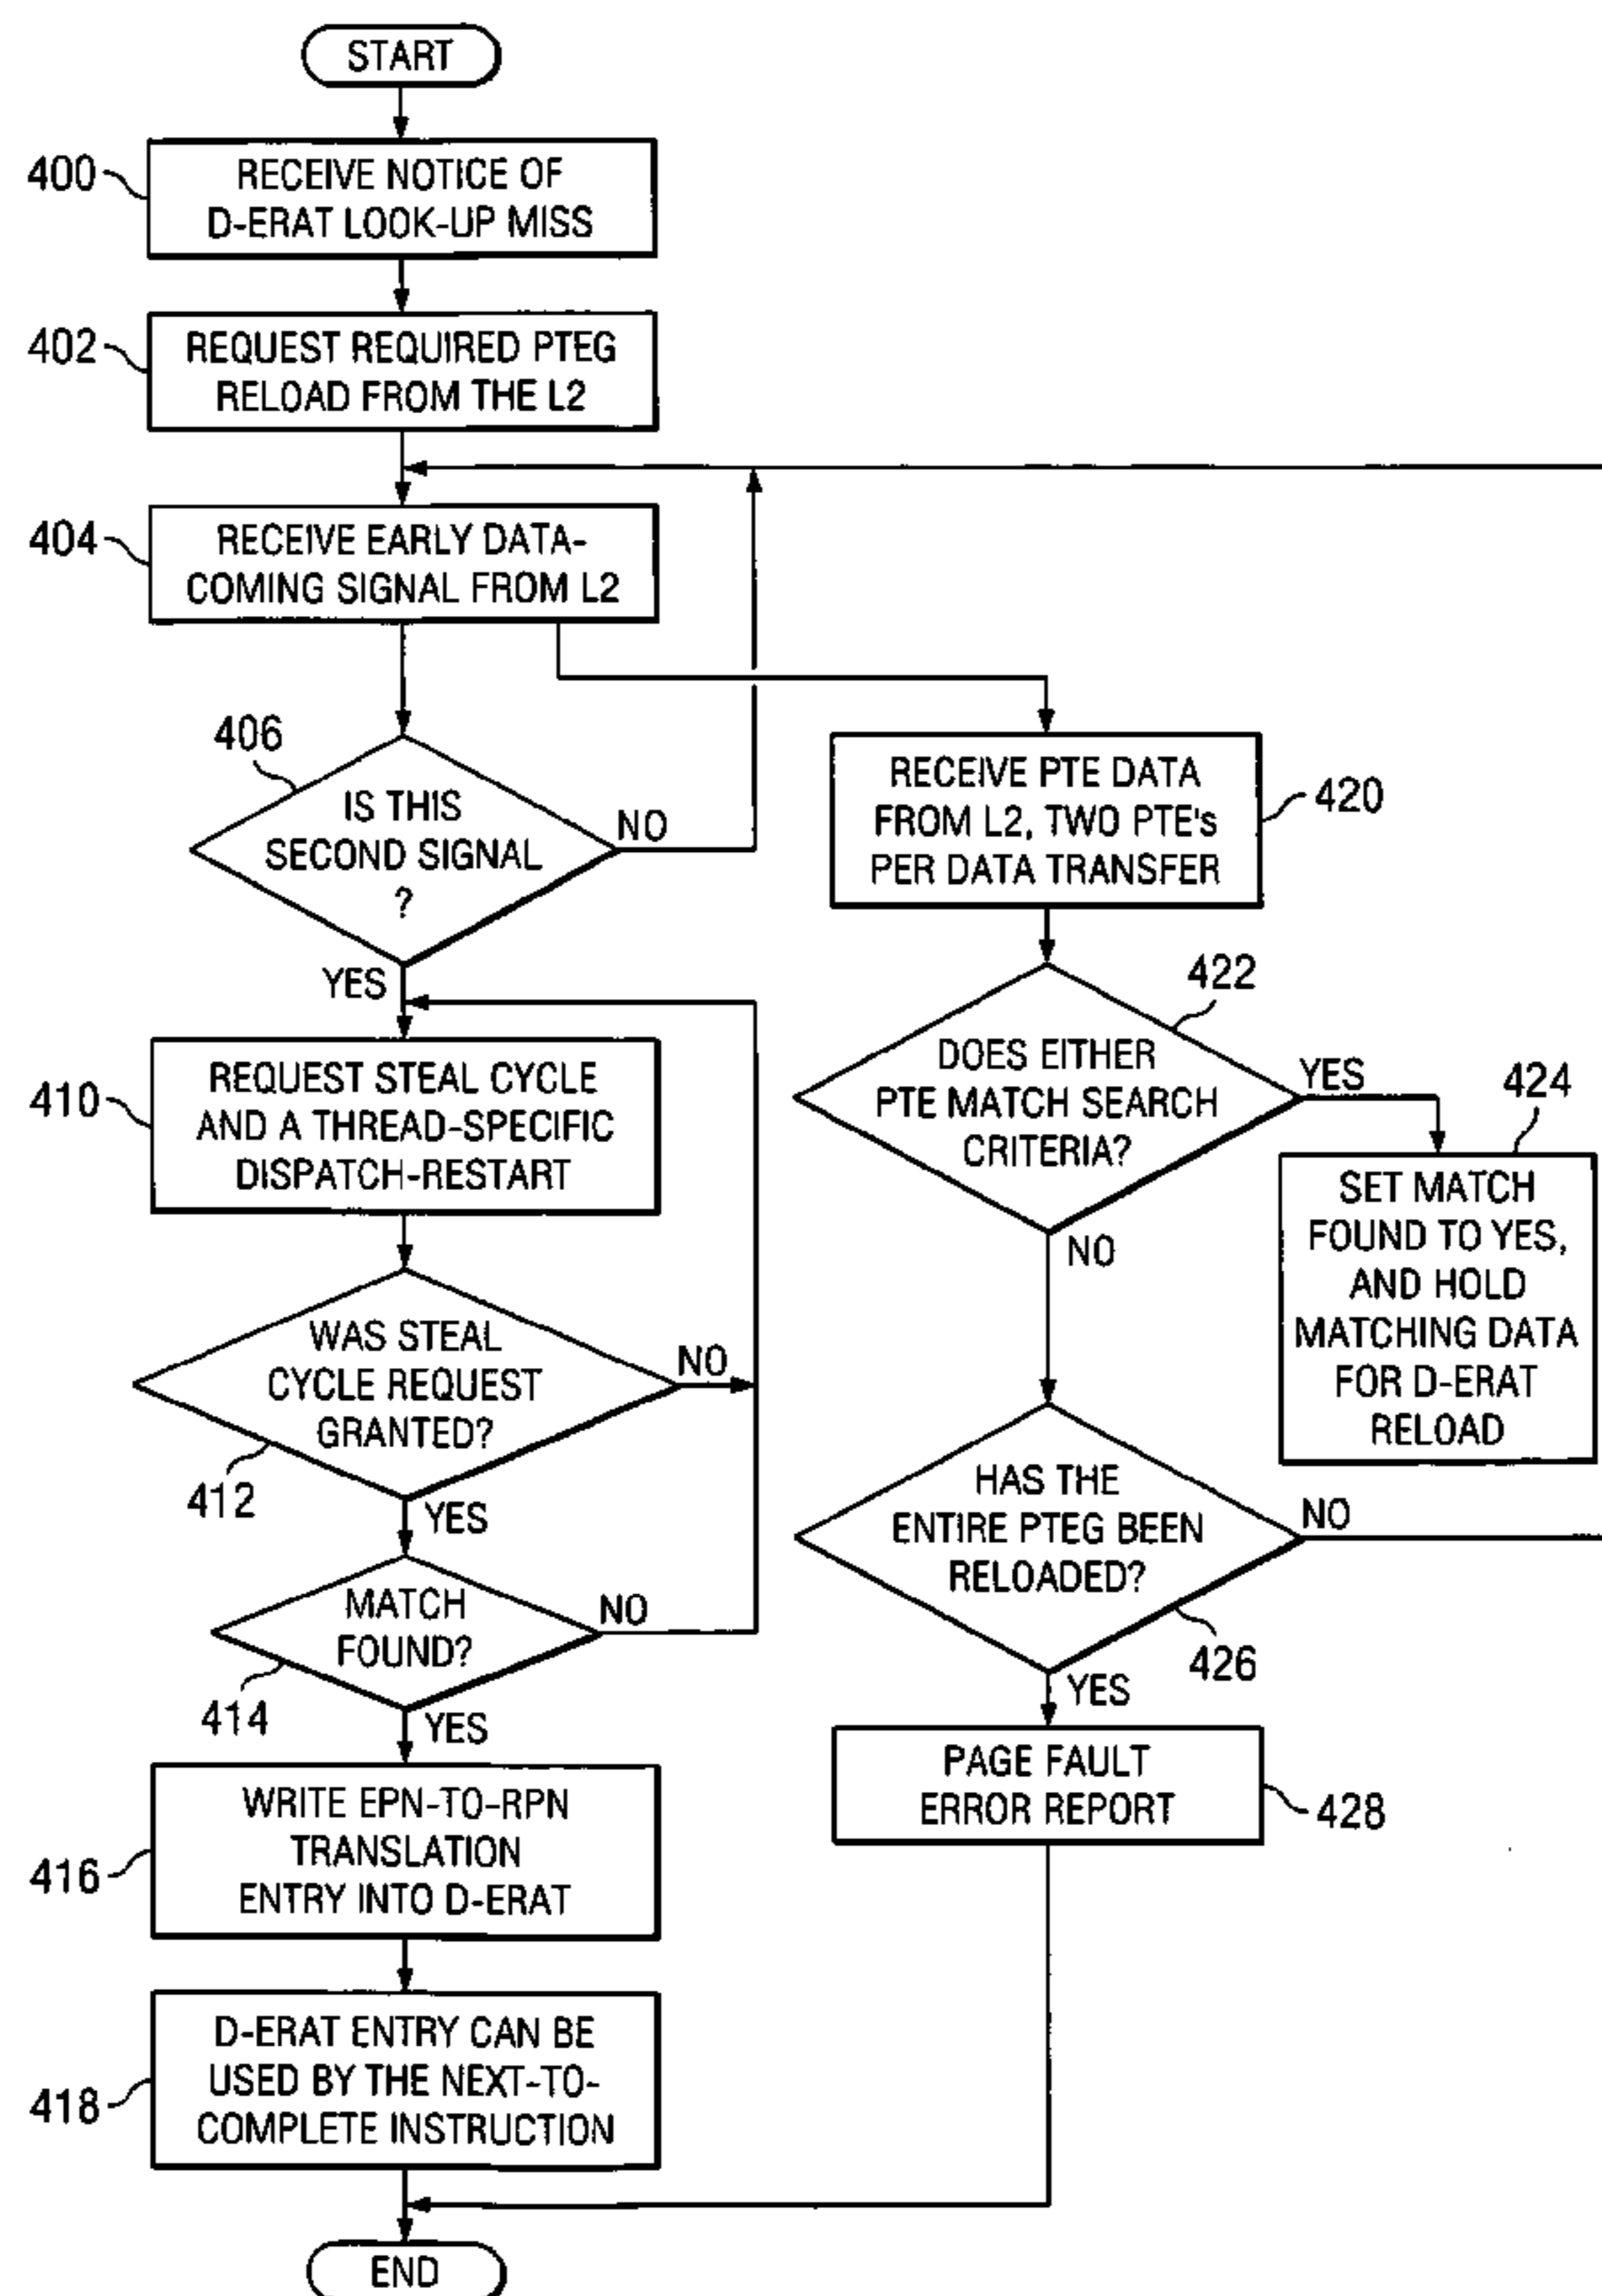 START
400
RECEIVE NOTICE OF
D-ERAT LOOK-UP MISS
402
REQUEST REQUIRED PTEG
RELOAD FROM THE L2
404
RECEIVE EARLY DATA-
COMING SIGNAL FROM L2
406
IS THIS
SECOND SIGNAL
?
NO
YES
410
REQUEST STEAL CYCLE
AND A THREAD-SPECIFIC
DISPATCH-RESTART
WAS STEAL
CYCLE REQUEST
GRANTED?
NO
412
YES
MATCH
FOUND?
NO
414
YES
416
WRITE EPN-TO-RPN
TRANSLATION
ENTRY INTO D-ERAT
418
D-ERAT ENTRY CAN BE
USED BY THE NEXT-TO-
COMPLETE INSTRUCTION
END
RECEIVE PTE DATA
FROM L2, TWO PTE's
PER DATA TRANSFER
420
422
DOES EITHER
PTE MATCH SEARCH
CRITERIA?
YES
NO
424
SET MATCH
FOUND TO YES,
AND HOLD
MATCHING DATA
FOR D-ERAT
RELOAD
HAS THE
ENTIRE PTEG BEEN
RELOADED?
NO
426
YES
PAGE FAULT
ERROR REPORT
428